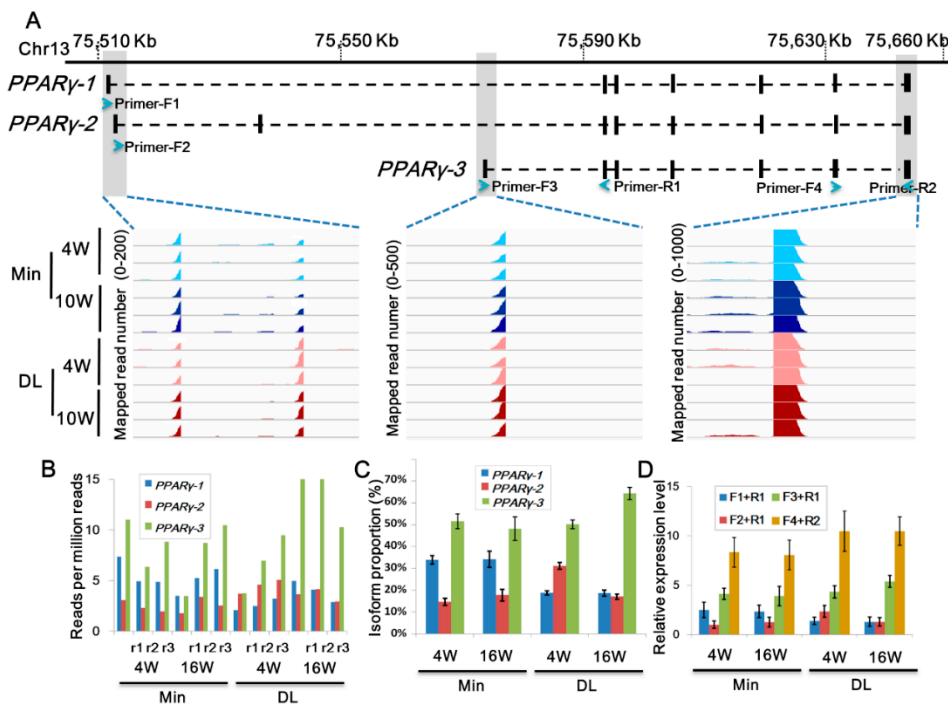 A
Chr13
75,510 Kb 75,550 Kb 75,590 Kb 75,630 Kb 75,660 Kb
PPARγ-1
Primer-F1
PPARγ-2
Primer-F2
PPARγ-3
Primer-F3 Primer-R1 Primer-F4 Primer-R2
Min
4W
10W
DL
4W
10W
Mapped read number (0-200)
Mapped read numer (0-500)
Mapped read number (0-1000)
B
Reads per million reads
15
10
5
0
PPARγ-1
PPARγ-2
PPARγ-3
r1 r2 r3 r1 r2 r3 r1 r2 r3 r1 r2 r3
4W 16W 4W 16W
Min DL
C
Isoform proportion (%)
70%
60%
50%
40%
30%
20%
10%
0%
PPARγ-1
PPARγ-2
PPARγ-3
4W 16W 4W 16W
Min DL
D
Relative expression level
15
10
5
0
F1+R1 F3+R1
F2+R1 F4+R2
4W 16W 4W 16W
Min DL